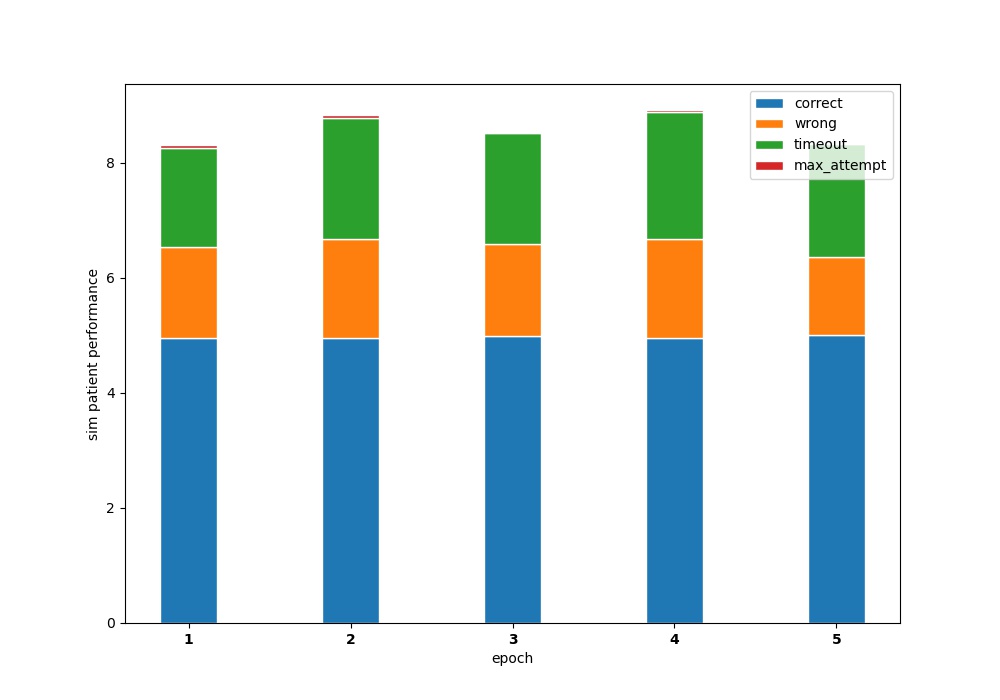 correct
wrong
timeout
max_attempt
8
6
4
2
0
sim patient performance
1 2 3 4 5
epoch